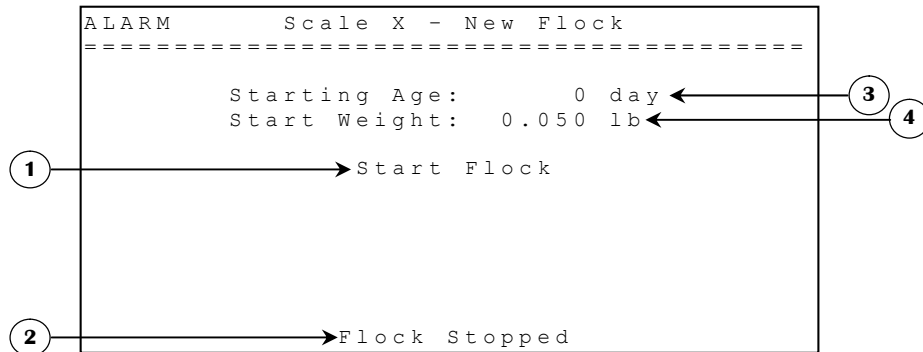 ALARM Scale X - New Flock
========================================
Starting Age: 0 day
3
Start Weight: 0.050 lb
4
1
Start Flock
2
Flock Stopped